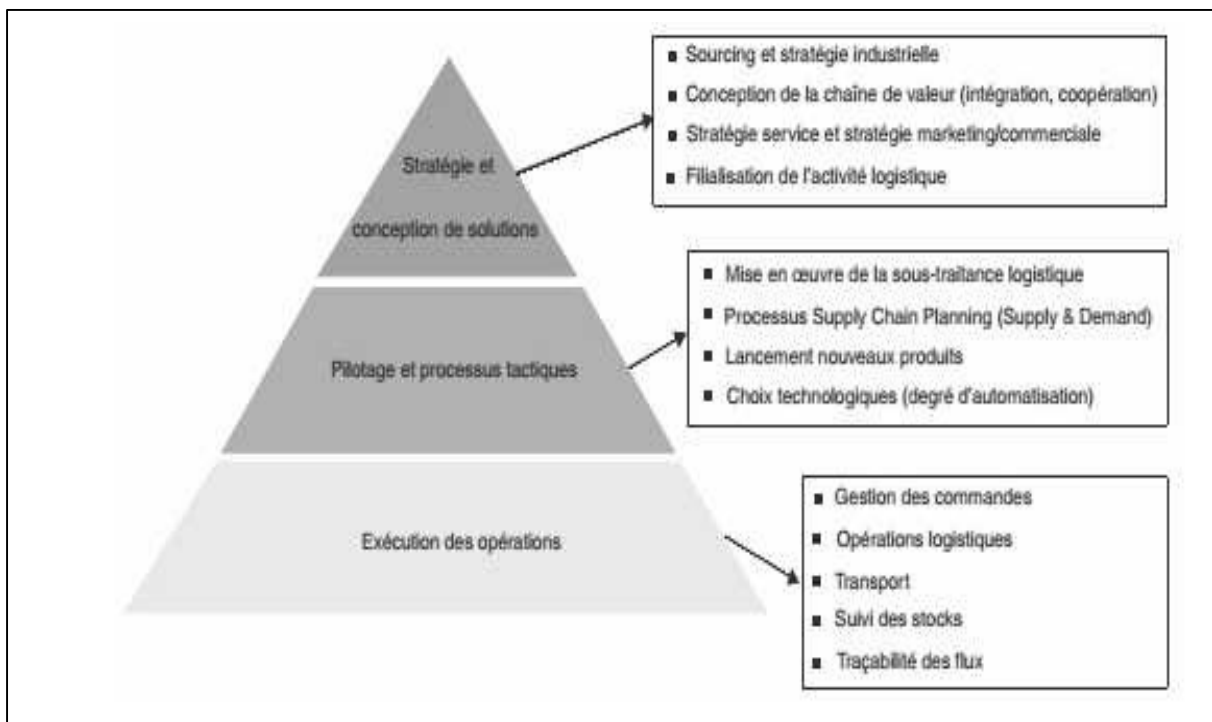 Stratégie et
conception de solutions
■ Sourcing et stratégie industrielle
■ Conception de la chaîne de valeur (intégration, coopération)
■ Stratégie service et stratégie marketing/commerciale
■ Filialisation de l'activité logistique
Pilotage et processus tactiques
■ Mise en œuvre de la sous-traitance logistique
■ Processus Supply Chain Planning (Supply & Demand)
■ Lancement nouveaux produits
■ Choix technologiques (degré d'automatisation)
Exécution des opérations
■ Gestion des commandes
■ Opérations logistiques
■ Transport
■ Suivi des stocks
■ Traçabilité des flux